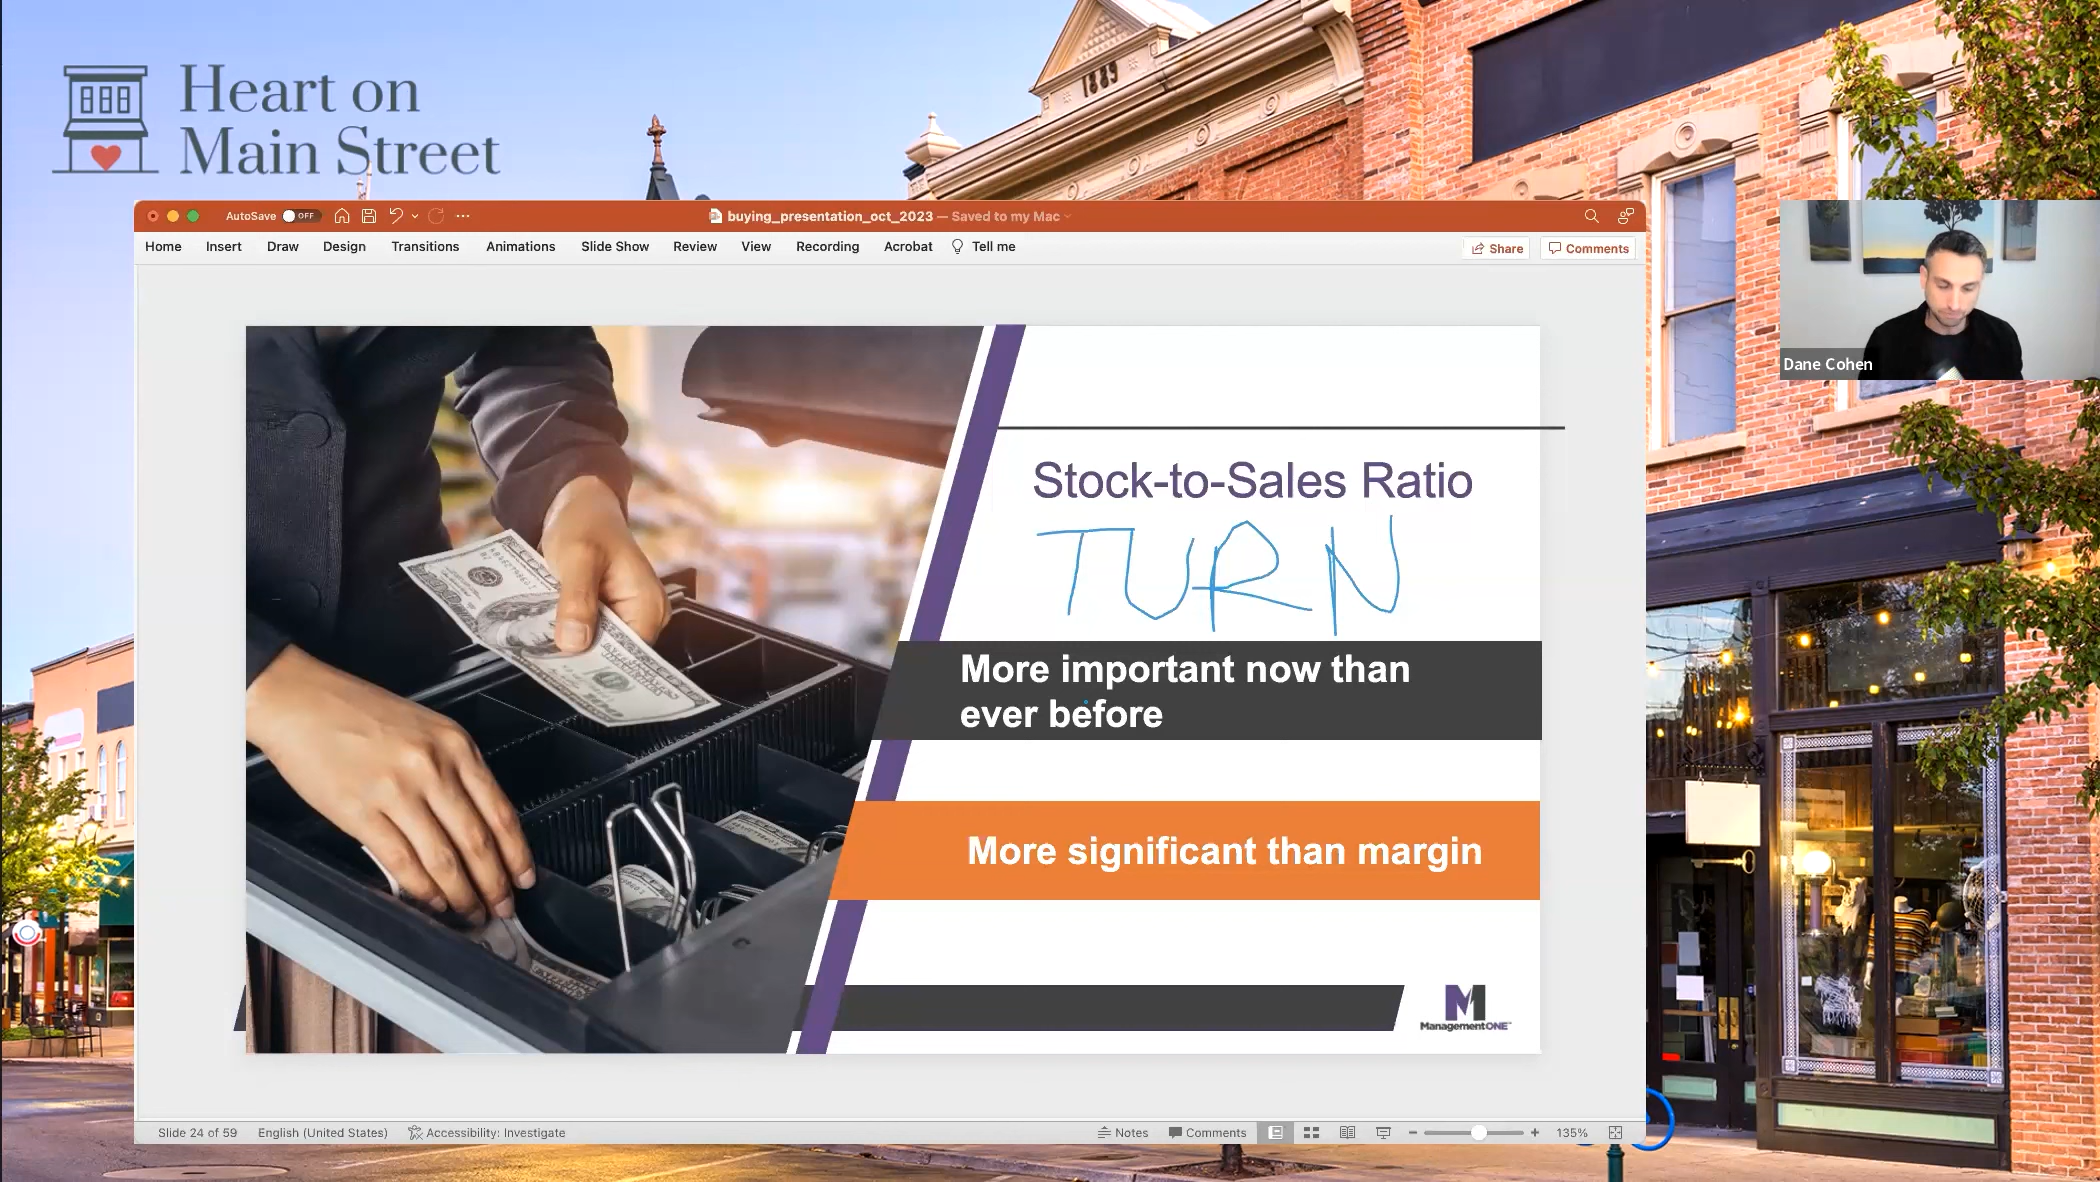 Heart on
Main Street
1889
AutoSave OFF
buying_presentation_oct_2023 — Saved to my Mac
Home Insert Draw Design Transitions Animations Slide Show Review View Recording Acrobat Tell me
Share Comments
Dane Cohen
Stock-to-Sales Ratio
TURN
More important now than
ever before
More significant than margin
M
ManagementONE
Slide 24 of 59 English (United States) Accessibility: Investigate Notes Comments 135%